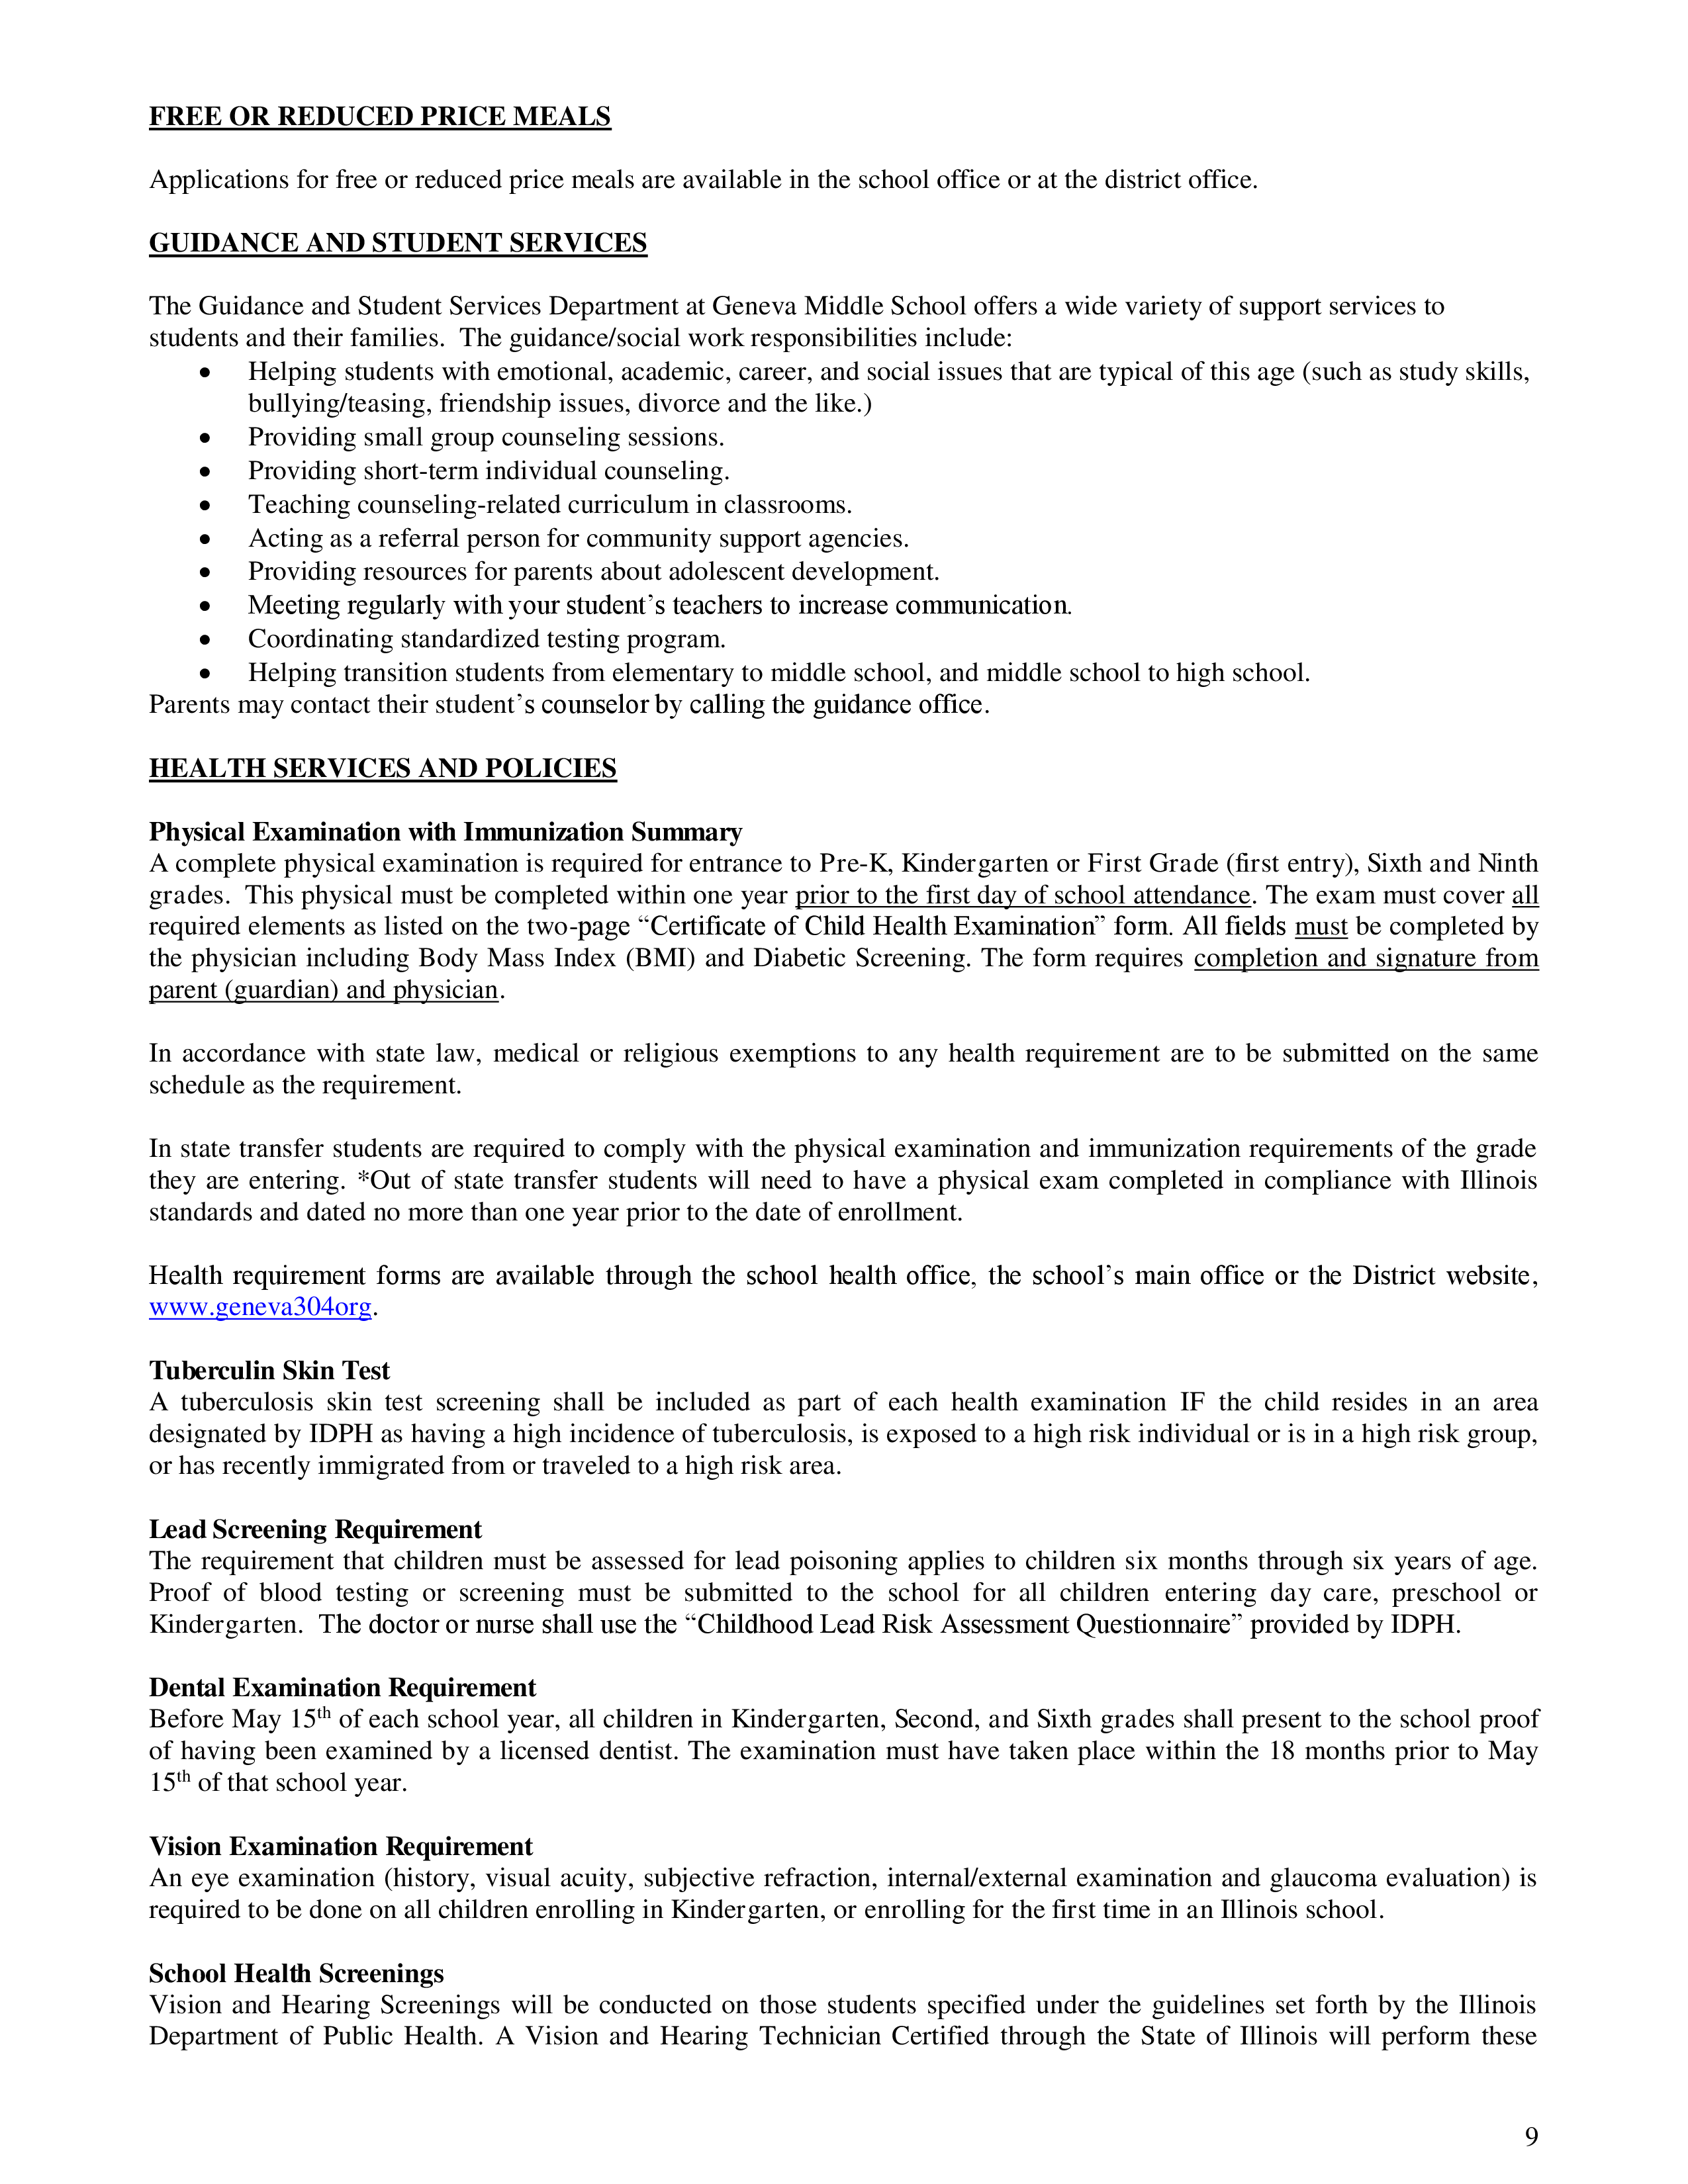 FREE OR REDUCED PRICE MEALS
Applications for free or reduced price meals are available in the school office or at the district office.
GUIDANCE AND STUDENT SERVICES
The Guidance and Student Services Department at Geneva Middle School offers a wide variety of support services to
students and their families.  The guidance/social work responsibilities include:
• Helping students with emotional, academic, career, and social issues that are typical of this age (such as study skills,
bullying/teasing, friendship issues, divorce and the like.)
• Providing small group counseling sessions.
• Providing short-term individual counseling.
• Teaching counseling-related curriculum in classrooms.
• Acting as a referral person for community support agencies.
• Providing resources for parents about adolescent development.
• Meeting regularly with your student’s teachers to increase communication.
• Coordinating standardized testing program.
• Helping transition students from elementary to middle school, and middle school to high school.
Parents may contact their student’s counselor by calling the guidance office.
HEALTH SERVICES AND POLICIES
Physical Examination with Immunization Summary
A complete physical examination is required for entrance to Pre-K, Kindergarten or First Grade (first entry), Sixth and Ninth
grades.  This physical must be completed within one year prior to the first day of school attendance. The exam must cover all
required elements as listed on the two-page “Certificate of Child Health Examination” form. All fields must be completed by
the physician including Body Mass Index (BMI) and Diabetic Screening. The form requires completion and signature from
parent (guardian) and physician.
In accordance with state law, medical or religious exemptions to any health requirement are to be submitted on the same
schedule as the requirement.
In state transfer students are required to comply with the physical examination and immunization requirements of the grade
they are entering. *Out of state transfer students will need to have a physical exam completed in compliance with Illinois
standards and dated no more than one year prior to the date of enrollment.
Health requirement forms are available through the school health office, the school’s main office or the District website,
www.geneva304org.
Tuberculin Skin Test
A tuberculosis skin test screening shall be included as part of each health examination IF the child resides in an area
designated by IDPH as having a high incidence of tuberculosis, is exposed to a high risk individual or is in a high risk group,
or has recently immigrated from or traveled to a high risk area.
Lead Screening Requirement
The requirement that children must be assessed for lead poisoning applies to children six months through six years of age.
Proof of blood testing or screening must be submitted to the school for all children entering day care, preschool or
Kindergarten.  The doctor or nurse shall use the “Childhood Lead Risk Assessment Questionnaire” provided by IDPH.
Dental Examination Requirement
Before May 15th of each school year, all children in Kindergarten, Second, and Sixth grades shall present to the school proof
of having been examined by a licensed dentist. The examination must have taken place within the 18 months prior to May
15th of that school year.
Vision Examination Requirement
An eye examination (history, visual acuity, subjective refraction, internal/external examination and glaucoma evaluation) is
required to be done on all children enrolling in Kindergarten, or enrolling for the first time in an Illinois school.
School Health Screenings
Vision and Hearing Screenings will be conducted on those students specified under the guidelines set forth by the Illinois
Department of Public Health. A Vision and Hearing Technician Certified through the State of Illinois will perform these
9